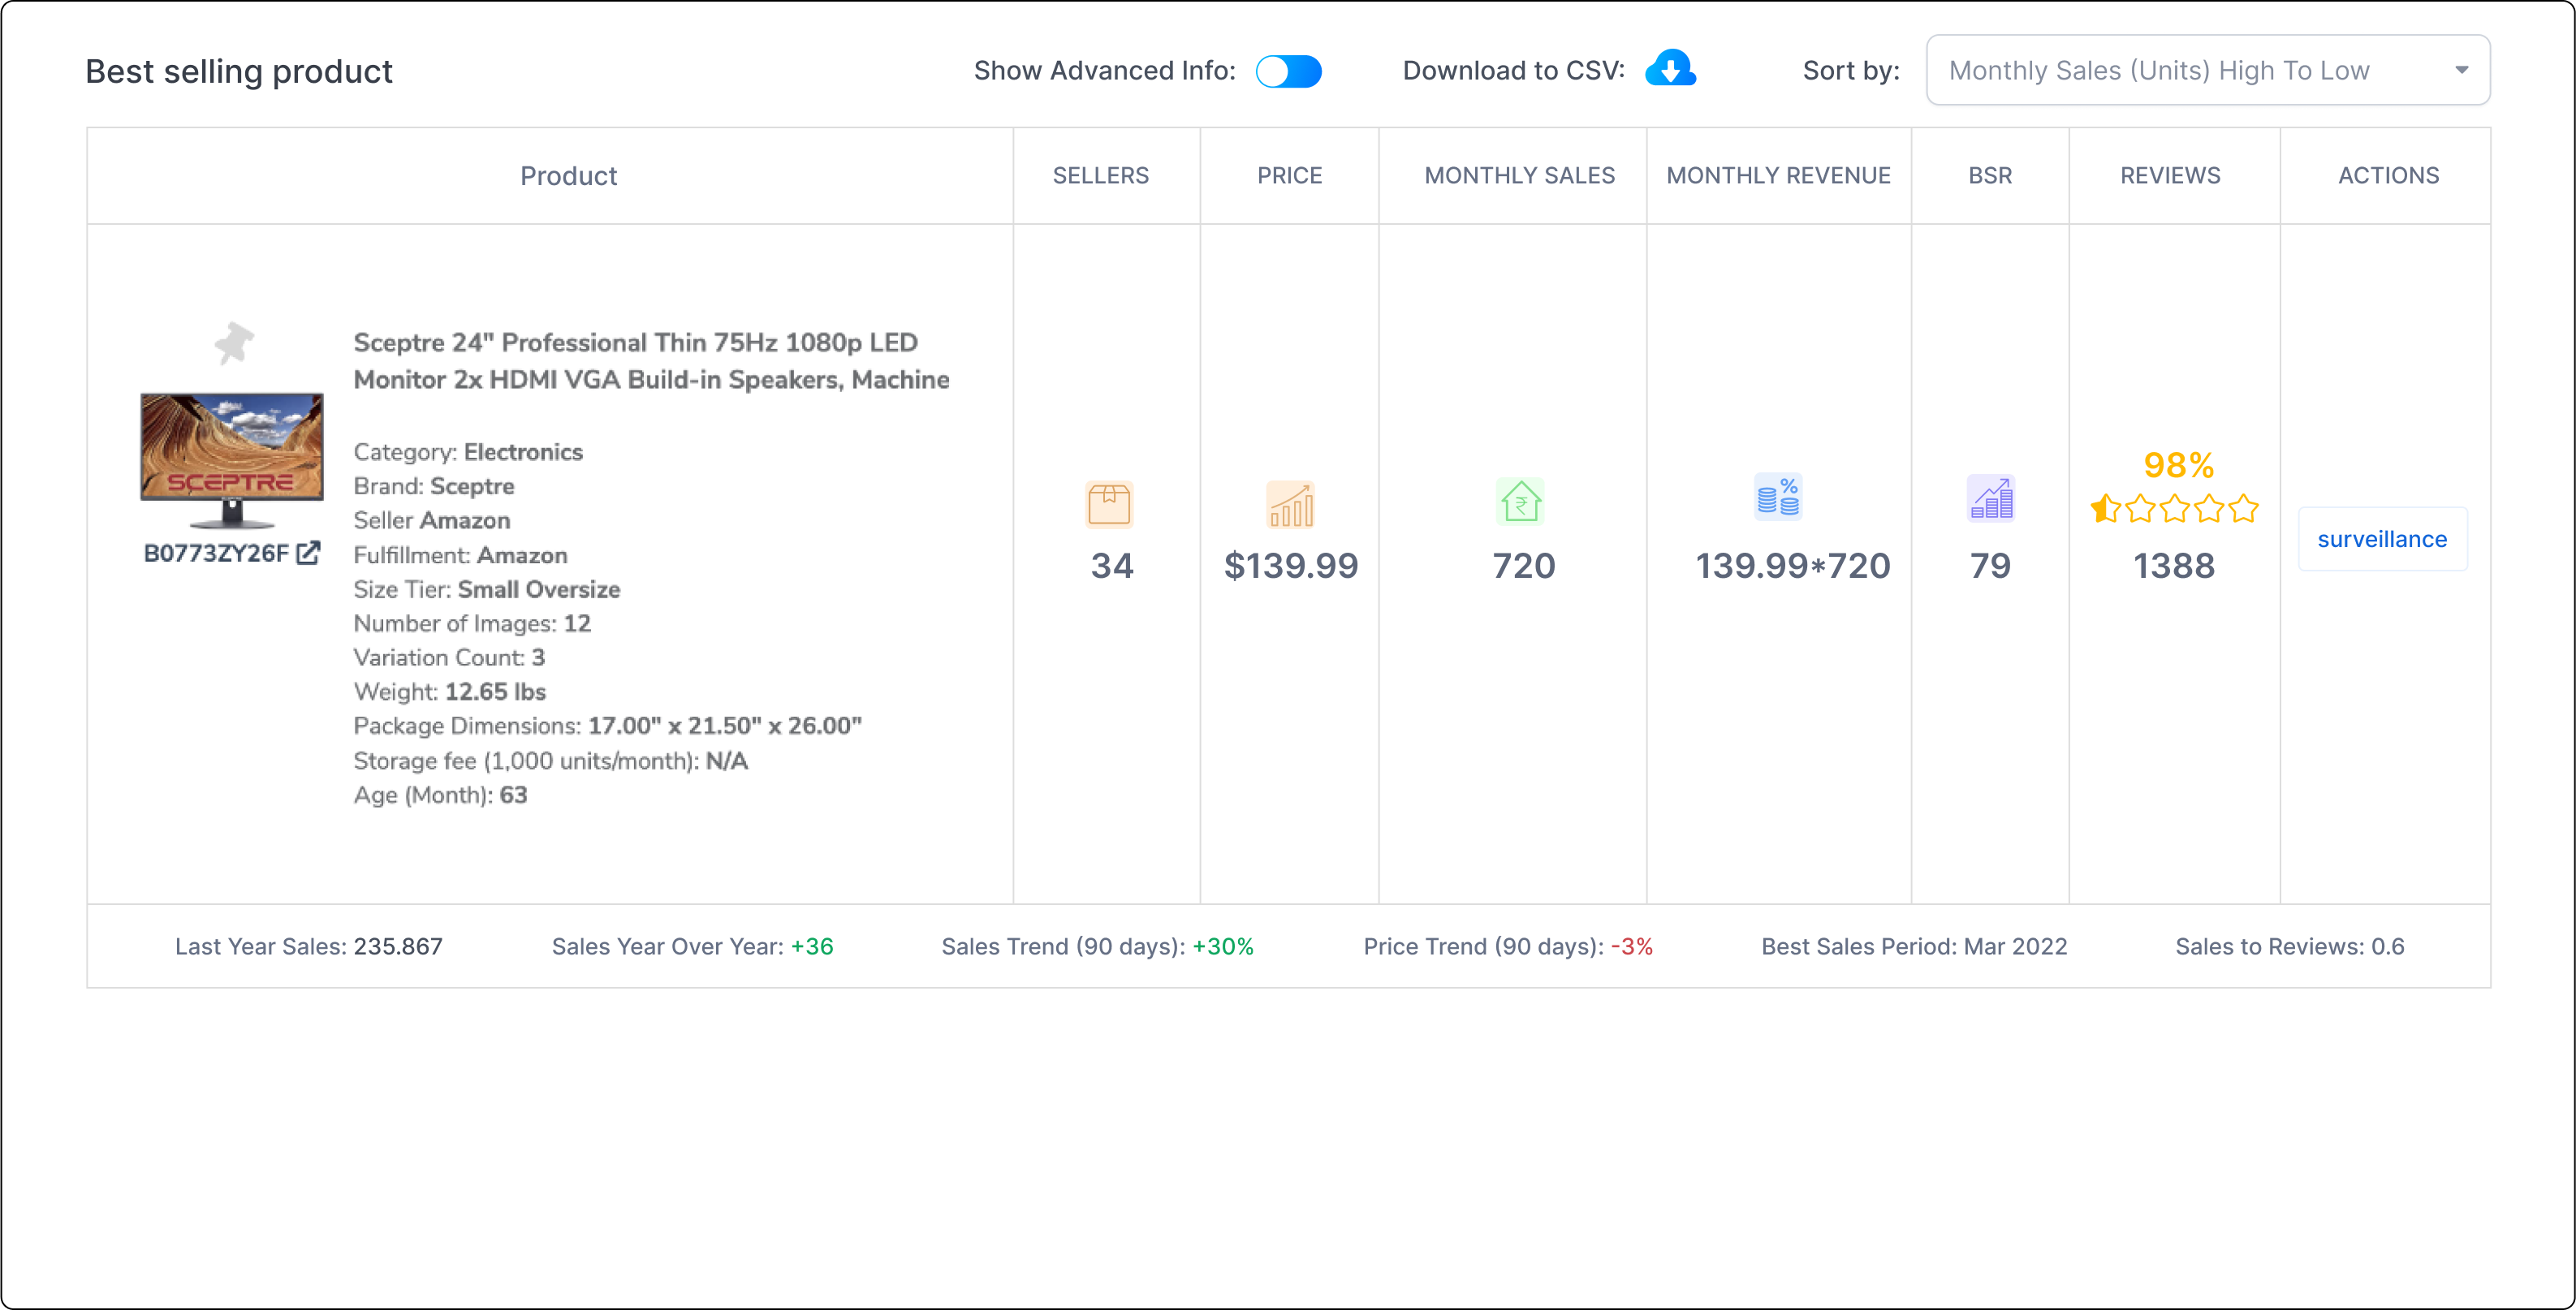 Best selling product
Show Advanced Info:
Download to CSV:
Sort by:
Monthly Sales (Units) High To Low
Product
SELLERS
PRICE
MONTHLY SALES
MONTHLY REVENUE
BSR
REVIEWS
ACTIONS
Sceptre 24" Professional Thin 75Hz 1080p LED
Monitor 2x HDMI VGA Build-in Speakers, Machine
SCEPTRE
B0773ZY26F
Category: Electronics
Brand: Sceptre
Seller Amazon
Fulfillment: Amazon
Size Tier: Small Oversize
Number of Images: 12
Variation Count: 3
Weight: 12.65 lbs
Package Dimensions: 17.00" x 21.50" x 26.00"
Storage fee (1,000 units/month): N/A
Age (Month): 63
34
$139.99
₹
720
%
139.99*720
79
98%
1388
surveillance
Last Year Sales: 235.867
Sales Year Over Year: +36
Sales Trend (90 days): +30%
Price Trend (90 days): -3%
Best Sales Period: Mar 2022
Sales to Reviews: 0.6